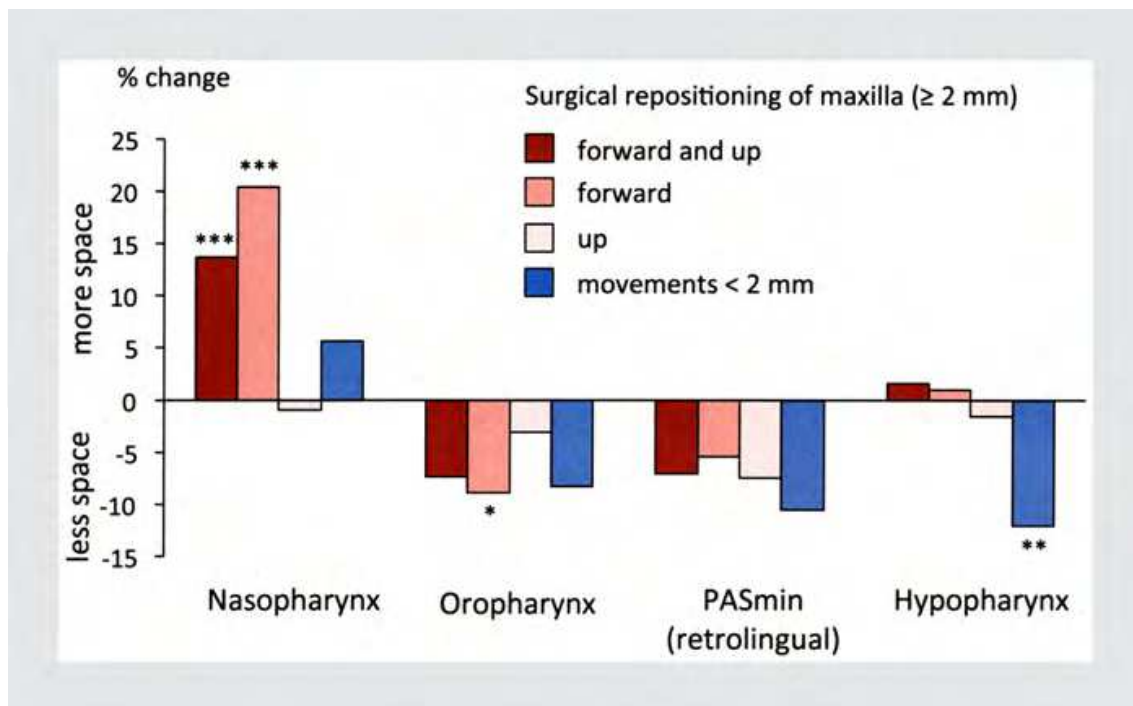 % change
Surgical repositioning of maxilla (≥ 2 mm)
forward and up
forward
up
movements < 2 mm
more space
less space
25
20
15
10
5
0
-5
-10
-15
***
***
*
**
Nasopharynx
Oropharynx
PASmin
(retrolingual)
Hypopharynx